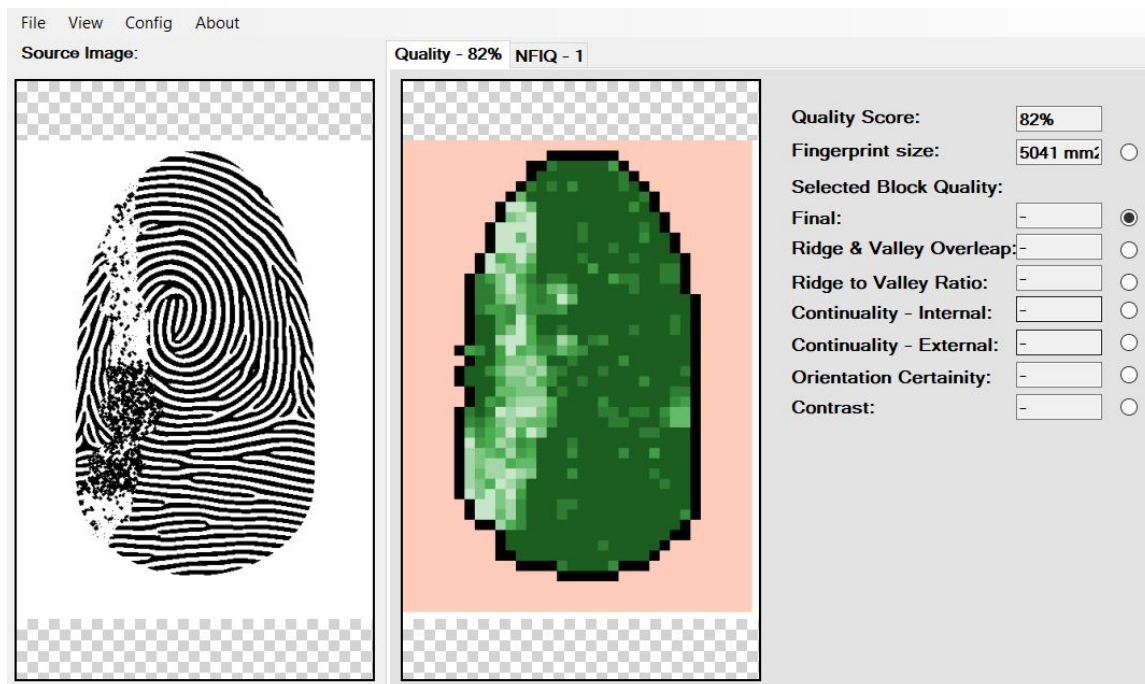 File View Config About
Source Image:
Quality - 82% NFIQ - 1
Quality Score: 82%
Fingerprint size: 5041 mm2
Selected Block Quality:
Final: -
Ridge & Valley Overleap: -
Ridge to Valley Ratio: -
Continuality - Internal: -
Continuality - External: -
Orientation Certainity: -
Contrast: -